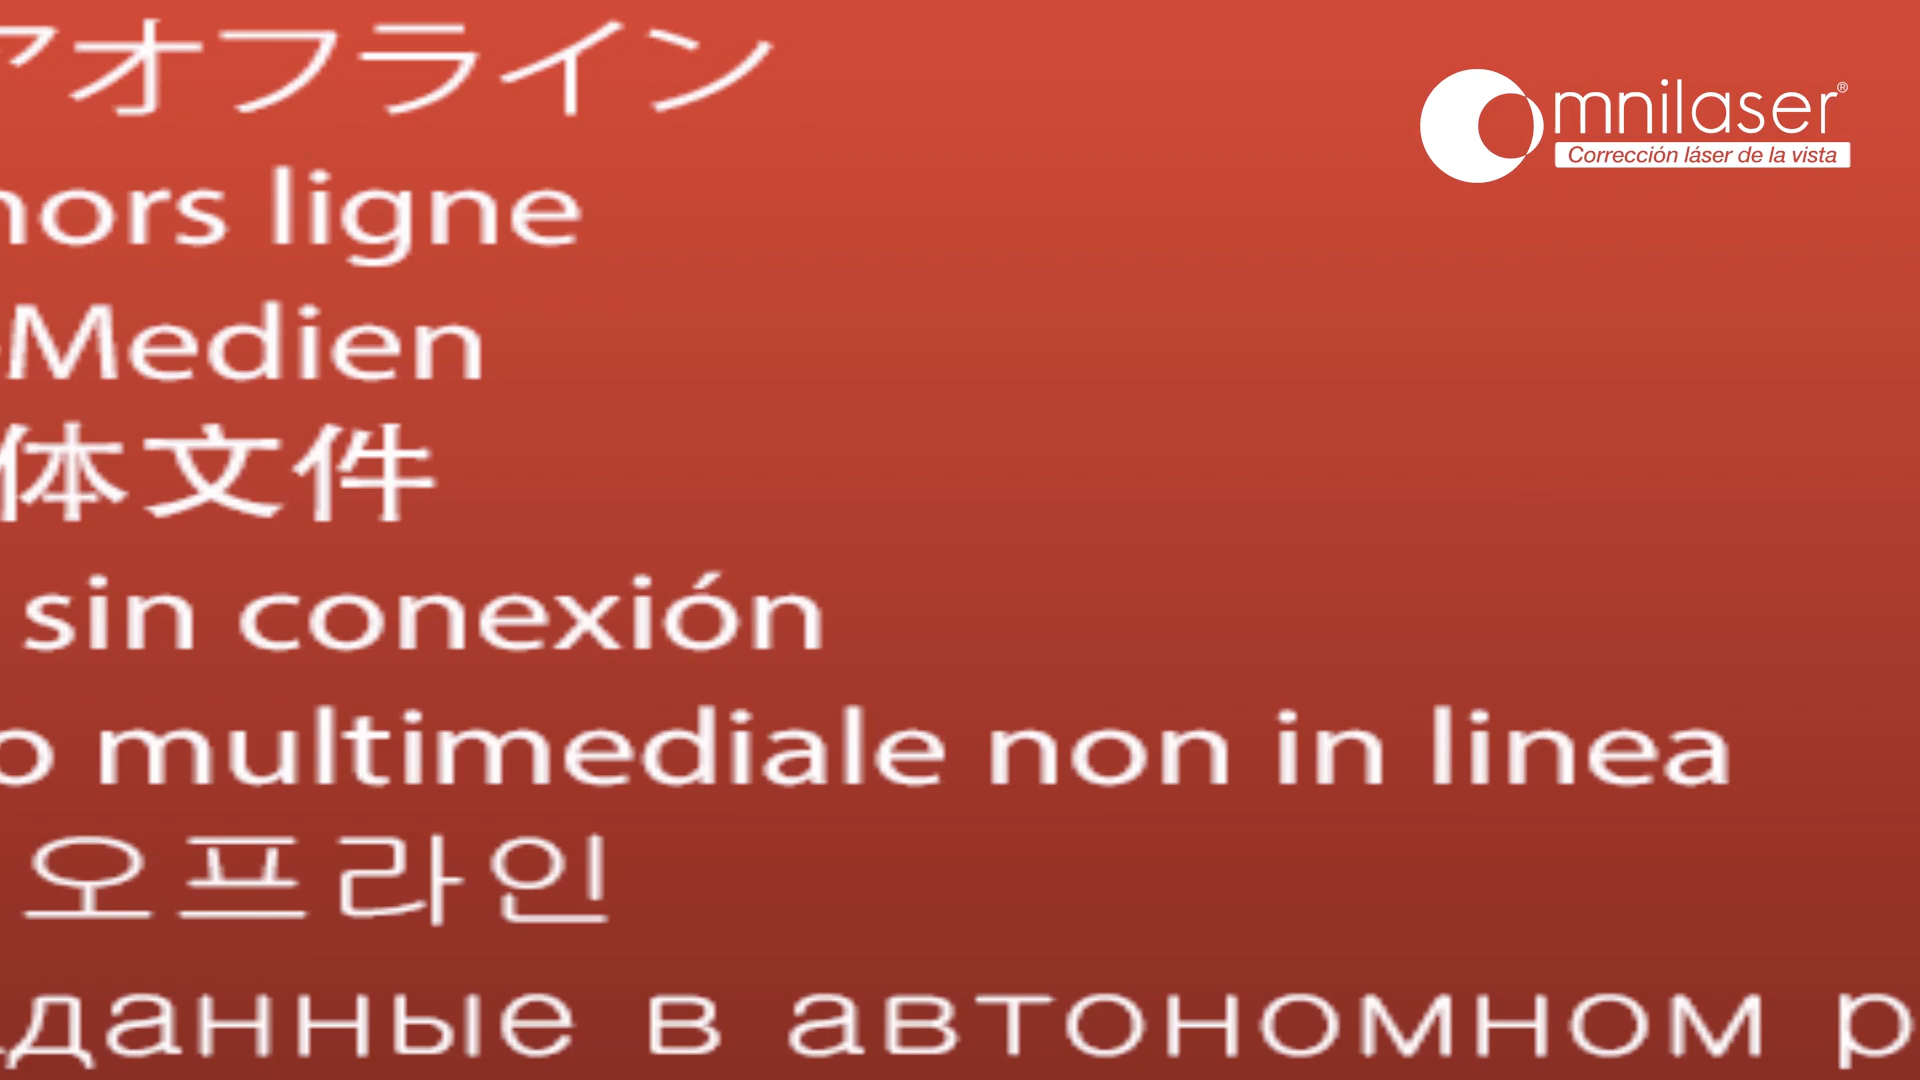 アオフライン
hors ligne
Medien
体文件
sin conexión
o multimediale non in linea
오프라인
данные в автономном р
Omnilaser®
Corrección láser de la vista